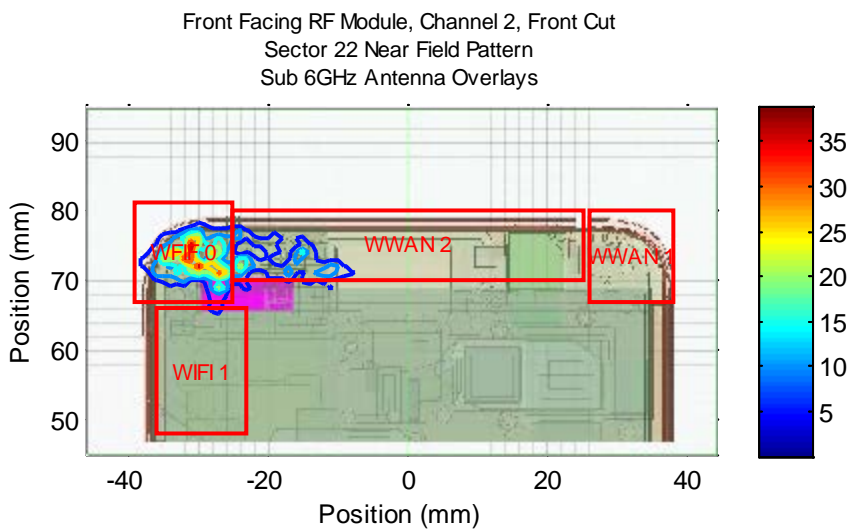 Front Facing RF Module, Channel 2, Front Cut
Sector 22 Near Field Pattern
Sub 6GHz Antenna Overlays
90
80
70
60
50
Position (mm)
WFIF 0
WWAN 2
WWAN
WIFI 1
-40
-20
0
20
40
Position (mm)
35
30
25
20
15
10
5